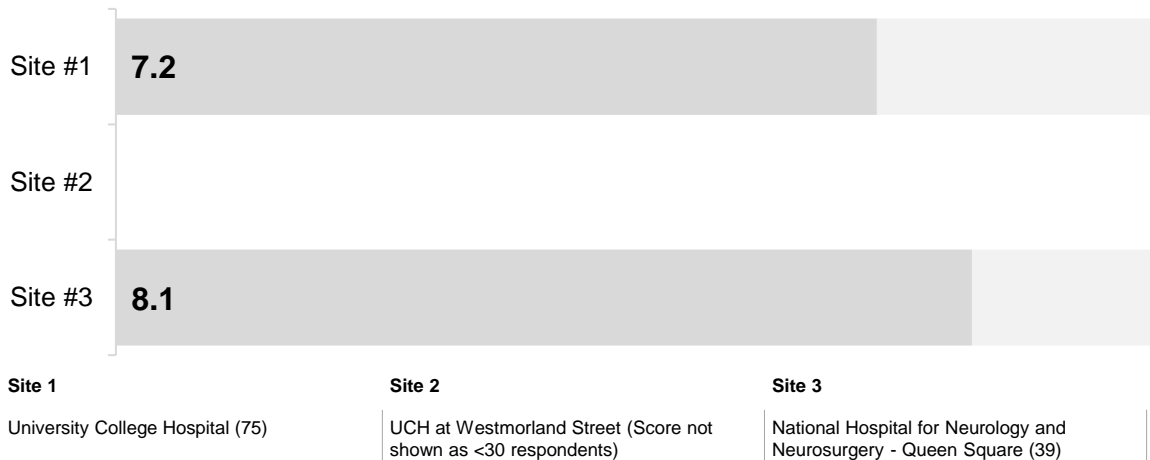 Site #1
7.2
Site #2
Site #3
8.1
Site 1
University College Hospital (75)
Site 2
UCH at Westmorland Street (Score not
shown as <30 respondents)
Site 3
National Hospital for Neurology and
Neurosurgery - Queen Square (39)